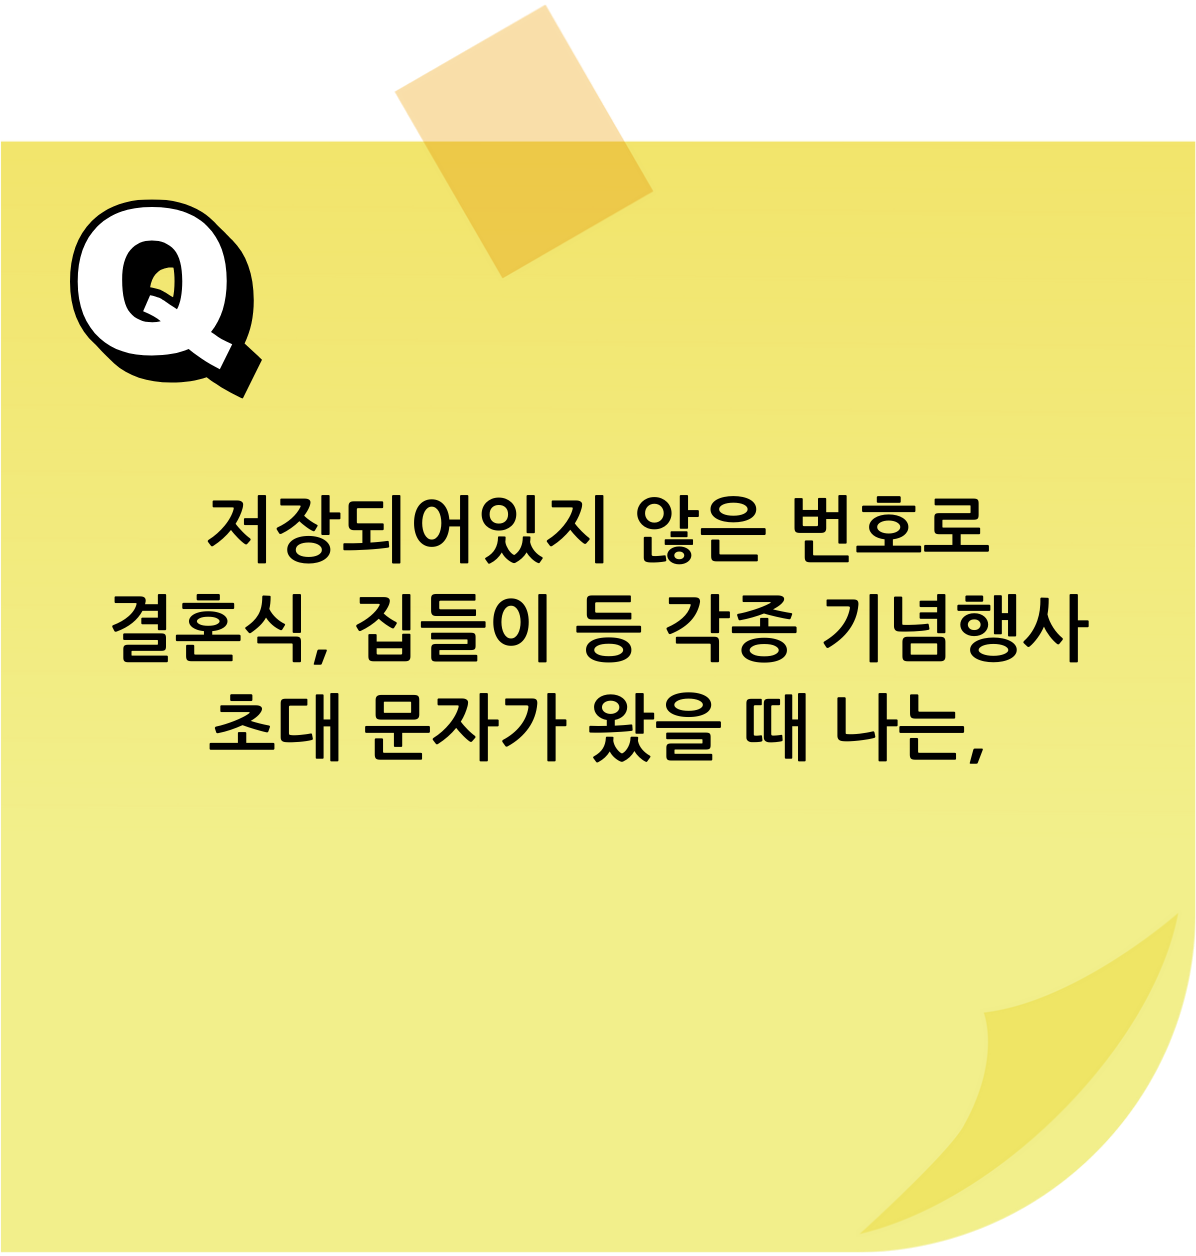 Q
저장되어있지 않은 번호로
결혼식, 집들이 등 각종 기념행사
초대 문자가 왔을 때 나는,